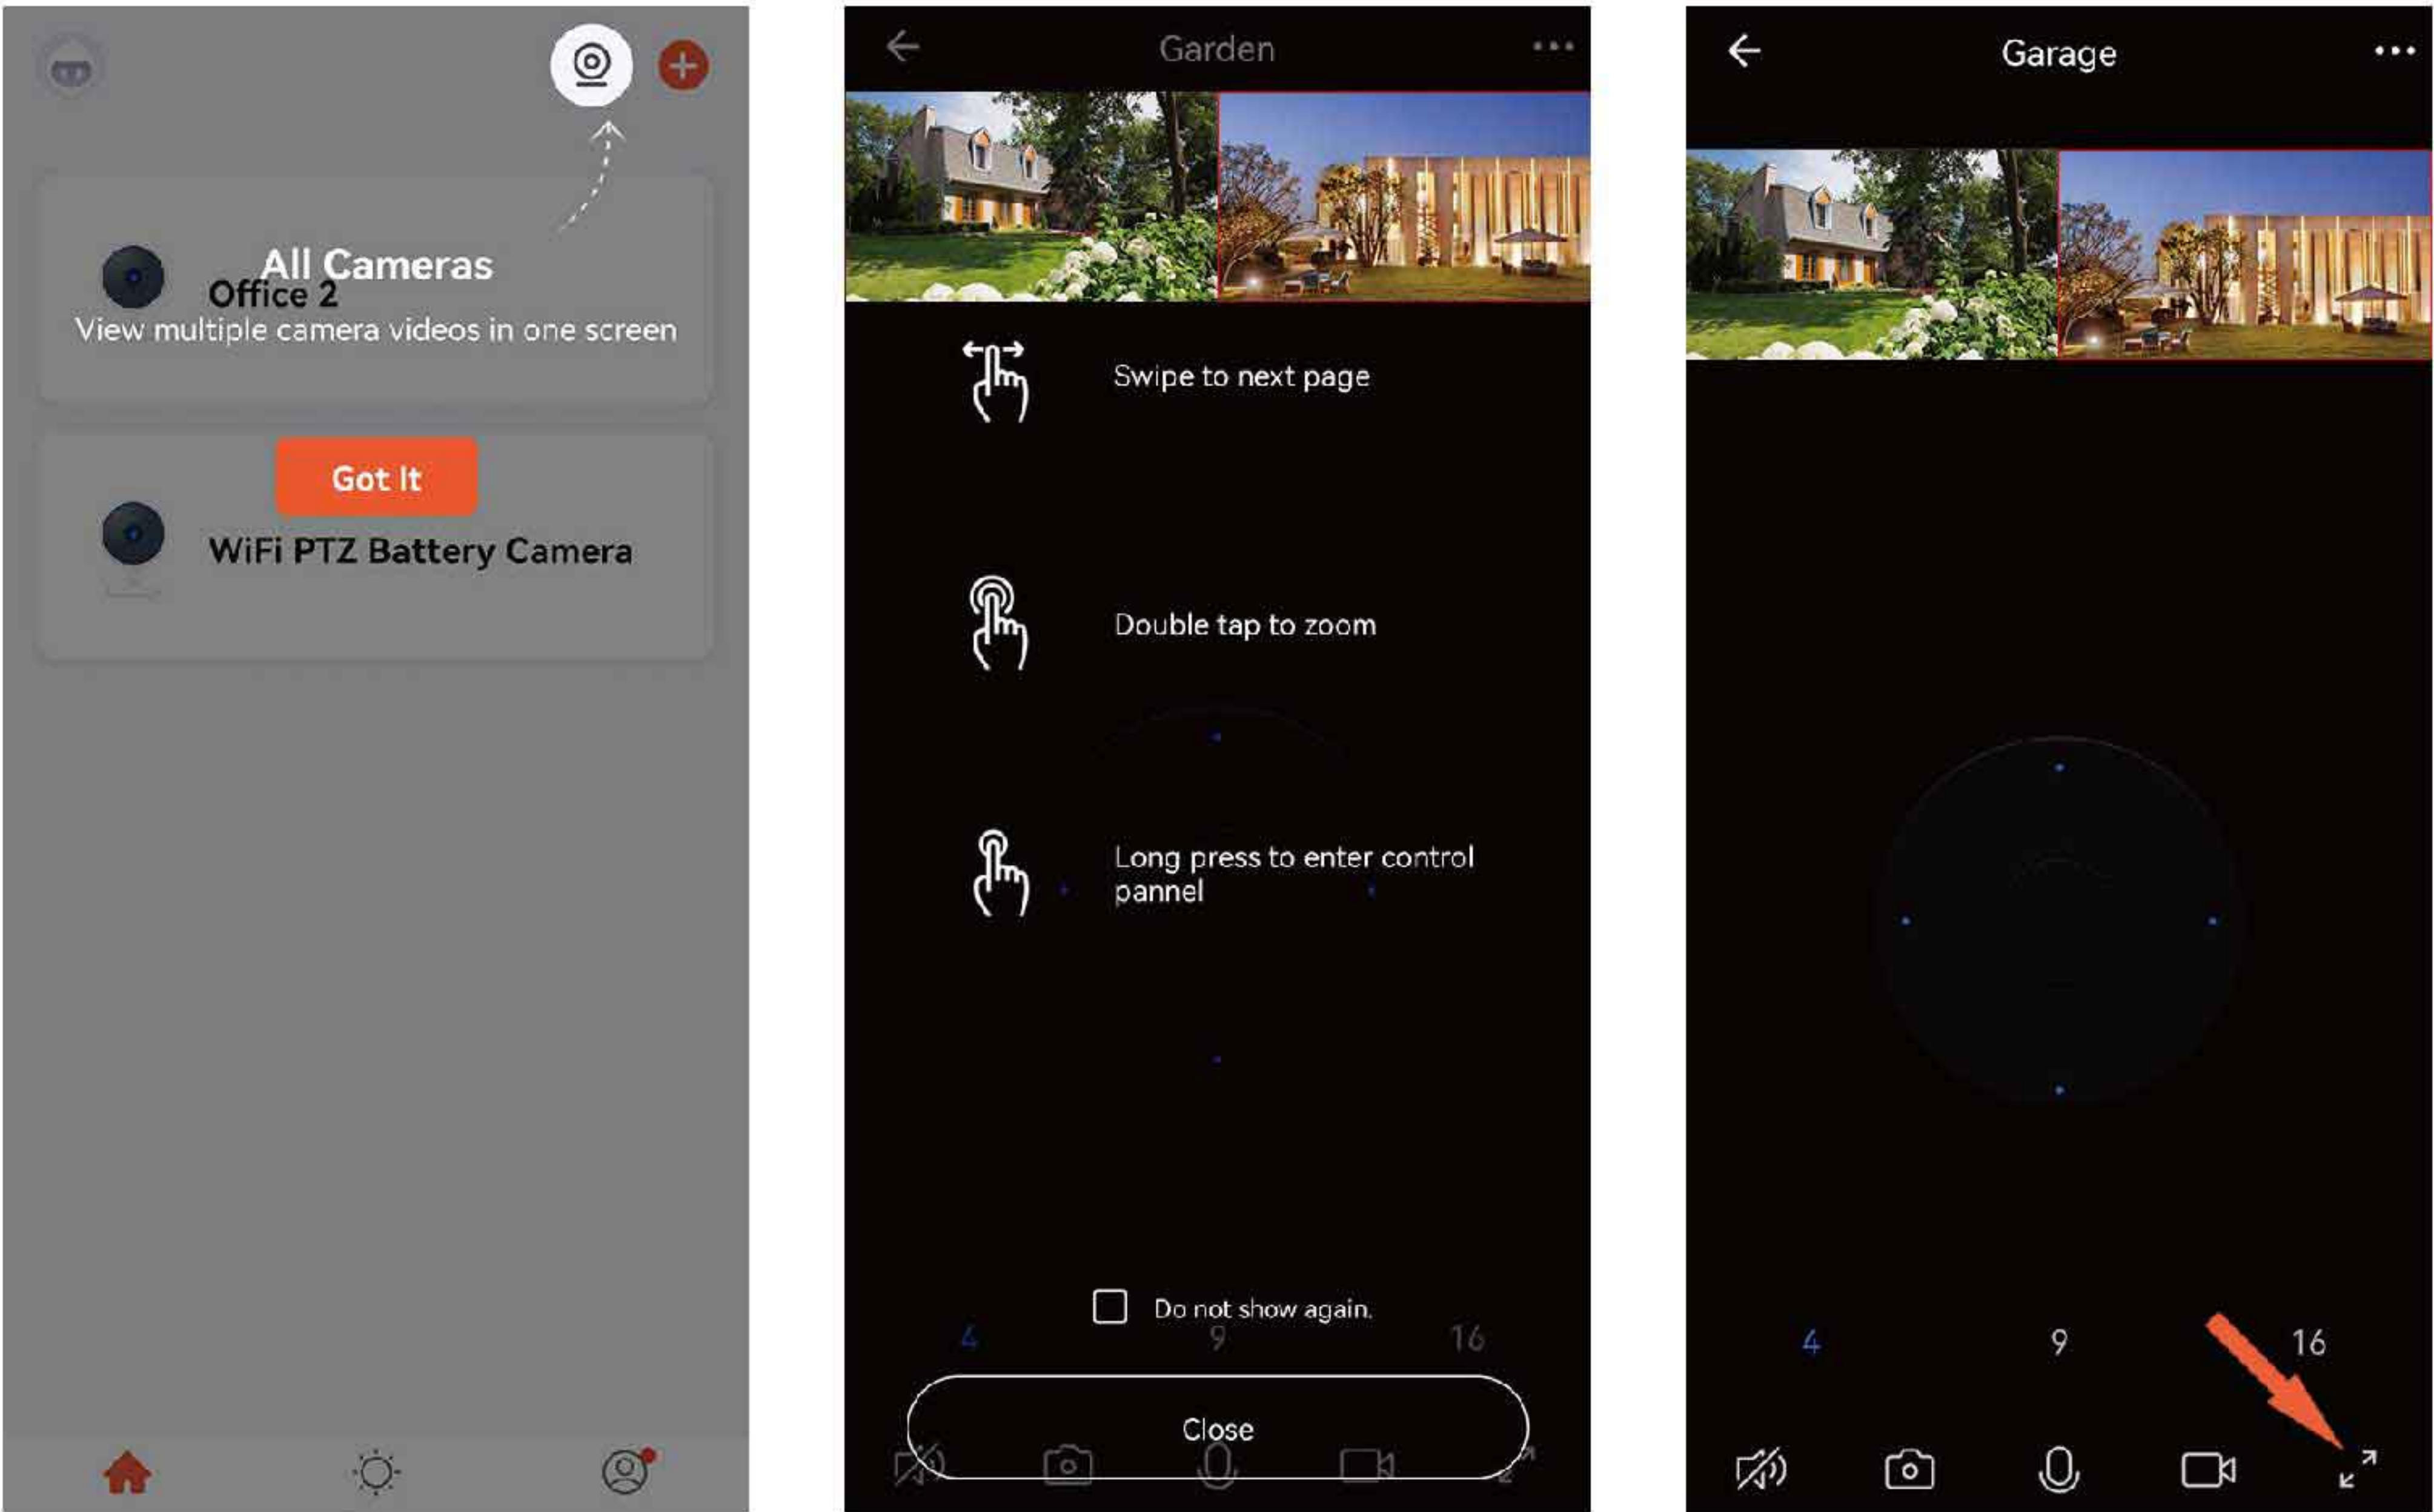 All Cameras
Office 2
View multiple camera videos in one screen
Got It
WiFi PTZ Battery Camera
Garden
Swipe to next page
Double tap to zoom
Long press to enter control
pannel
Do not show again.
4 9 16
Close
Garage
4 9 16